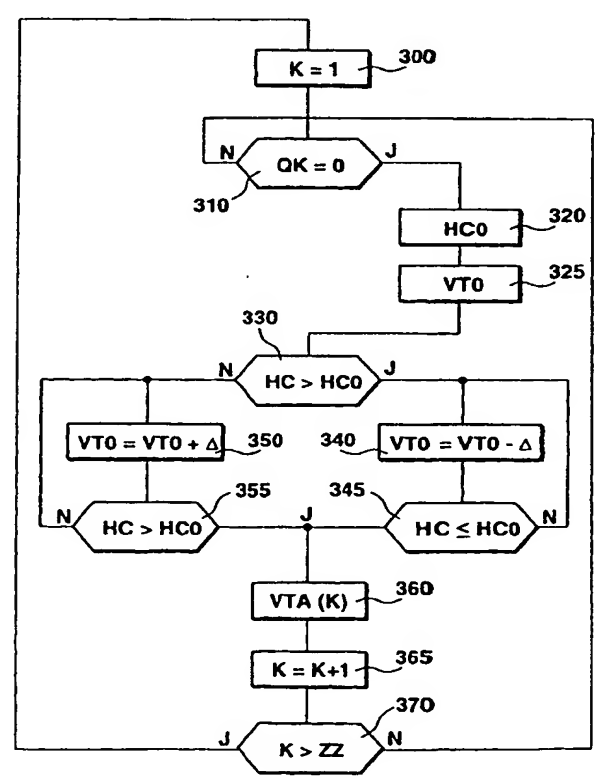 K = 1
300
N
QK = 0
J
310
HC0
320
VT0
325
330
N
HC > HC0
J
VT0 = VT0 + Δ
350
340
VT0 = VT0 - Δ
355
345
N
HC > HC0
J
HC ≤ HC0
N
VTA (K)
360
K = K+1
365
370
J
K > ZZ
N